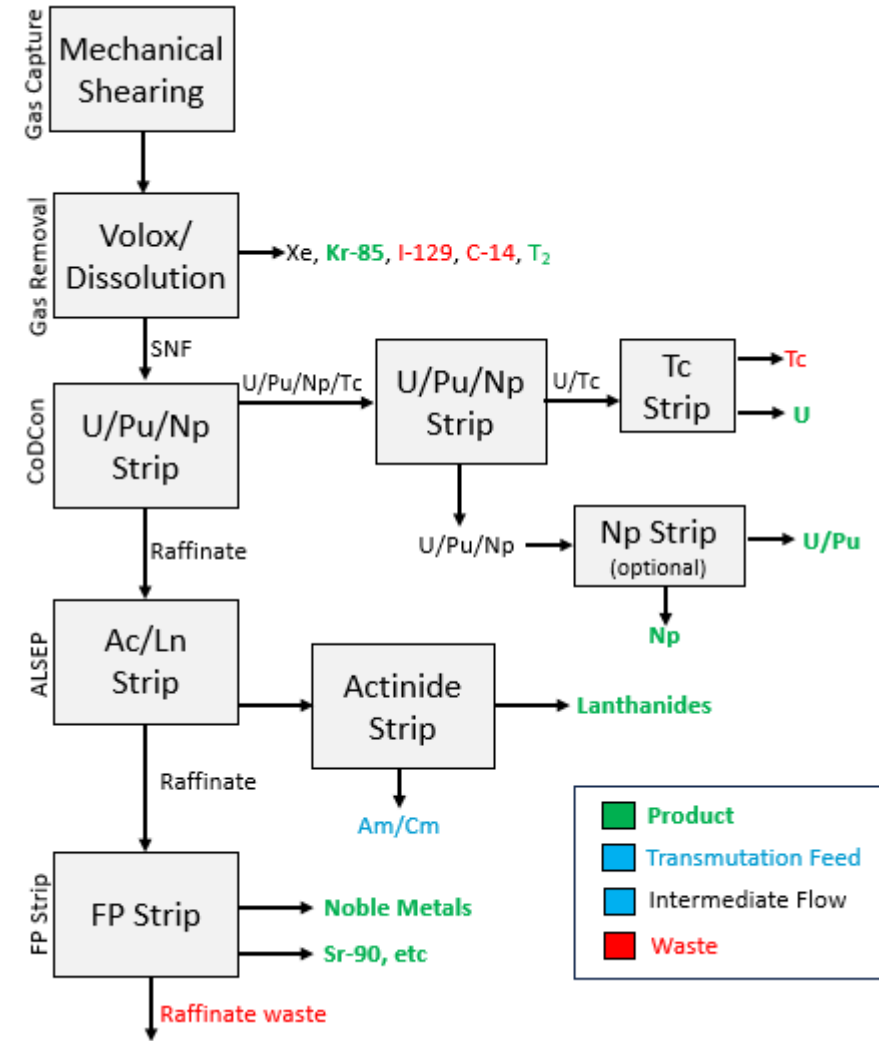 Gas Capture
Mechanical
Shearing
Gas Removal
Volox/
Dissolution
Xe, Kr-85, I-129, C-14, T₂
SNF
CoDCon
U/Pu/Np
Strip
U/Pu/Np/Tc
U/Pu/Np
Strip
U/Tc
Tc
Strip
Tc
U
U/Pu/Np
Np Strip
(optional)
U/Pu
Np
Raffinate
ALSEP
Ac/Ln
Strip
Actinide
Strip
Lanthanides
Am/Cm
Raffinate
FP Strip
FP Strip
Noble Metals
Sr-90, etc
Raffinate waste
Product
Transmutation Feed
Intermediate Flow
Waste